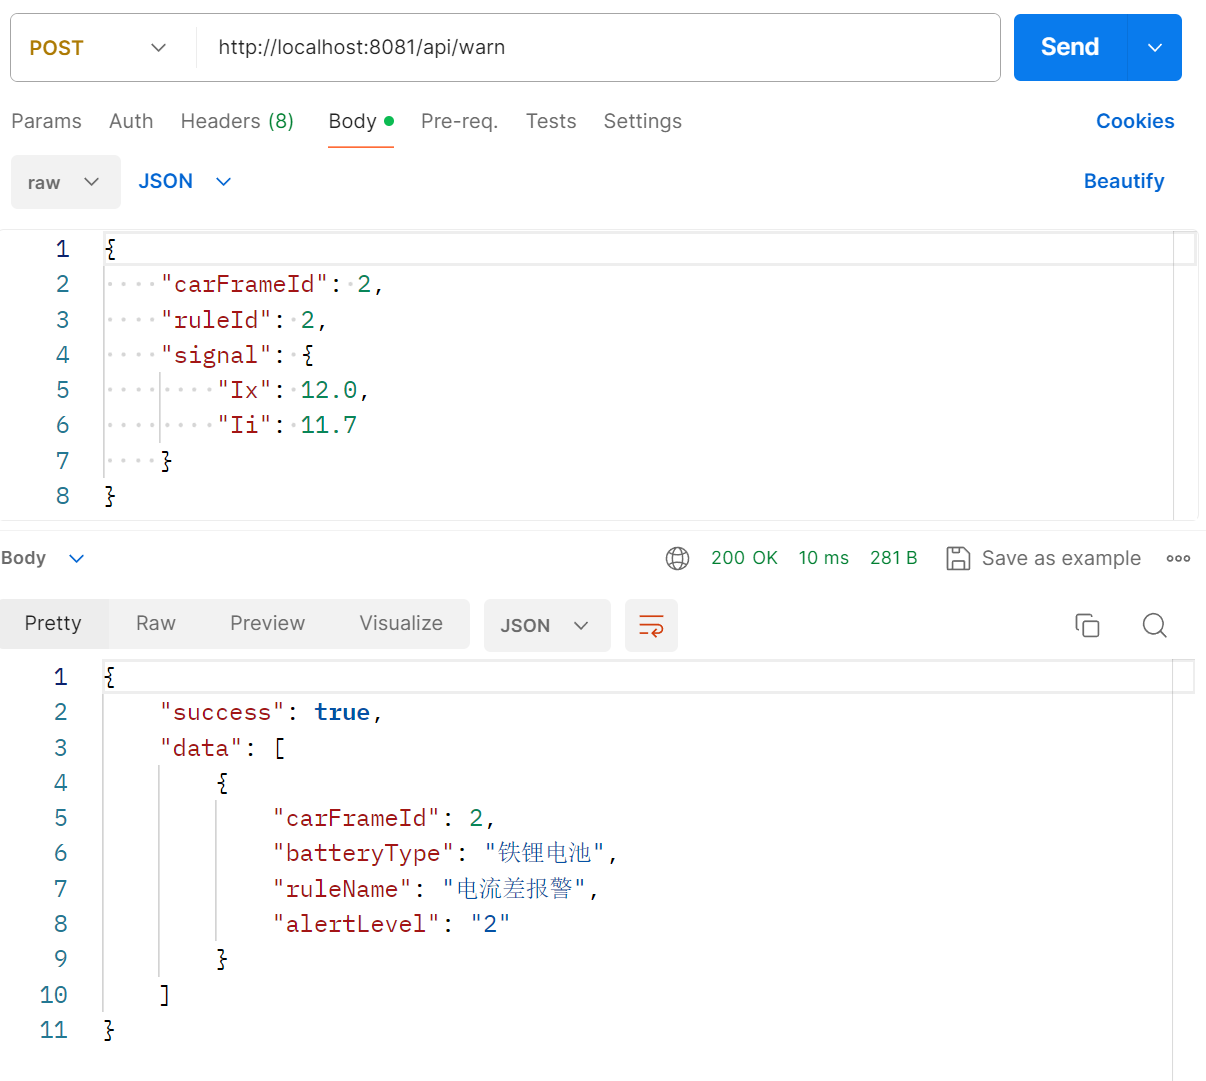 POST http://localhost:8081/api/warn Send
Params Auth Headers (8) Body Pre-req. Tests Settings Cookies
raw JSON Beautify
1 {
2 "carFrameId": 2,
3 "ruleId": 2,
4 "signal": {
5 "Ix": 12.0,
6 "Ii": 11.7
7 }
8 }
Body 200 OK 10 ms 281 B Save as example
Pretty Raw Preview Visualize JSON
1 {
2 "success": true,
3 "data": [
4 {
5 "carFrameId": 2,
6 "batteryType": "铁锂电池",
7 "ruleName": "电流差报警",
8 "alertLevel": "2"
9 }
10 ]
11 }